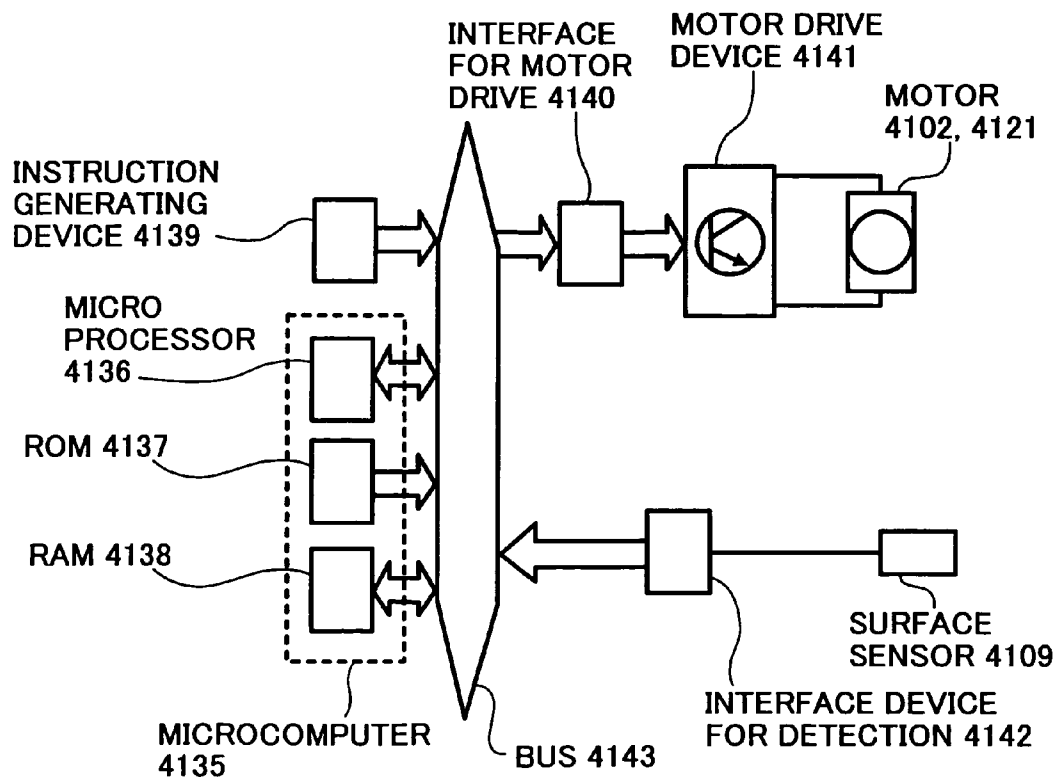 INTERFACE
FOR MOTOR
DRIVE 4140
MOTOR DRIVE
DEVICE 4141
MOTOR
4102, 4121
INSTRUCTION
GENERATING
DEVICE 4139
MICRO
PROCESSOR
4136
ROM 4137
RAM 4138
SURFACE
SENSOR 4109
INTERFACE DEVICE
FOR DETECTION 4142
MICROCOMPUTER
4135
BUS 4143